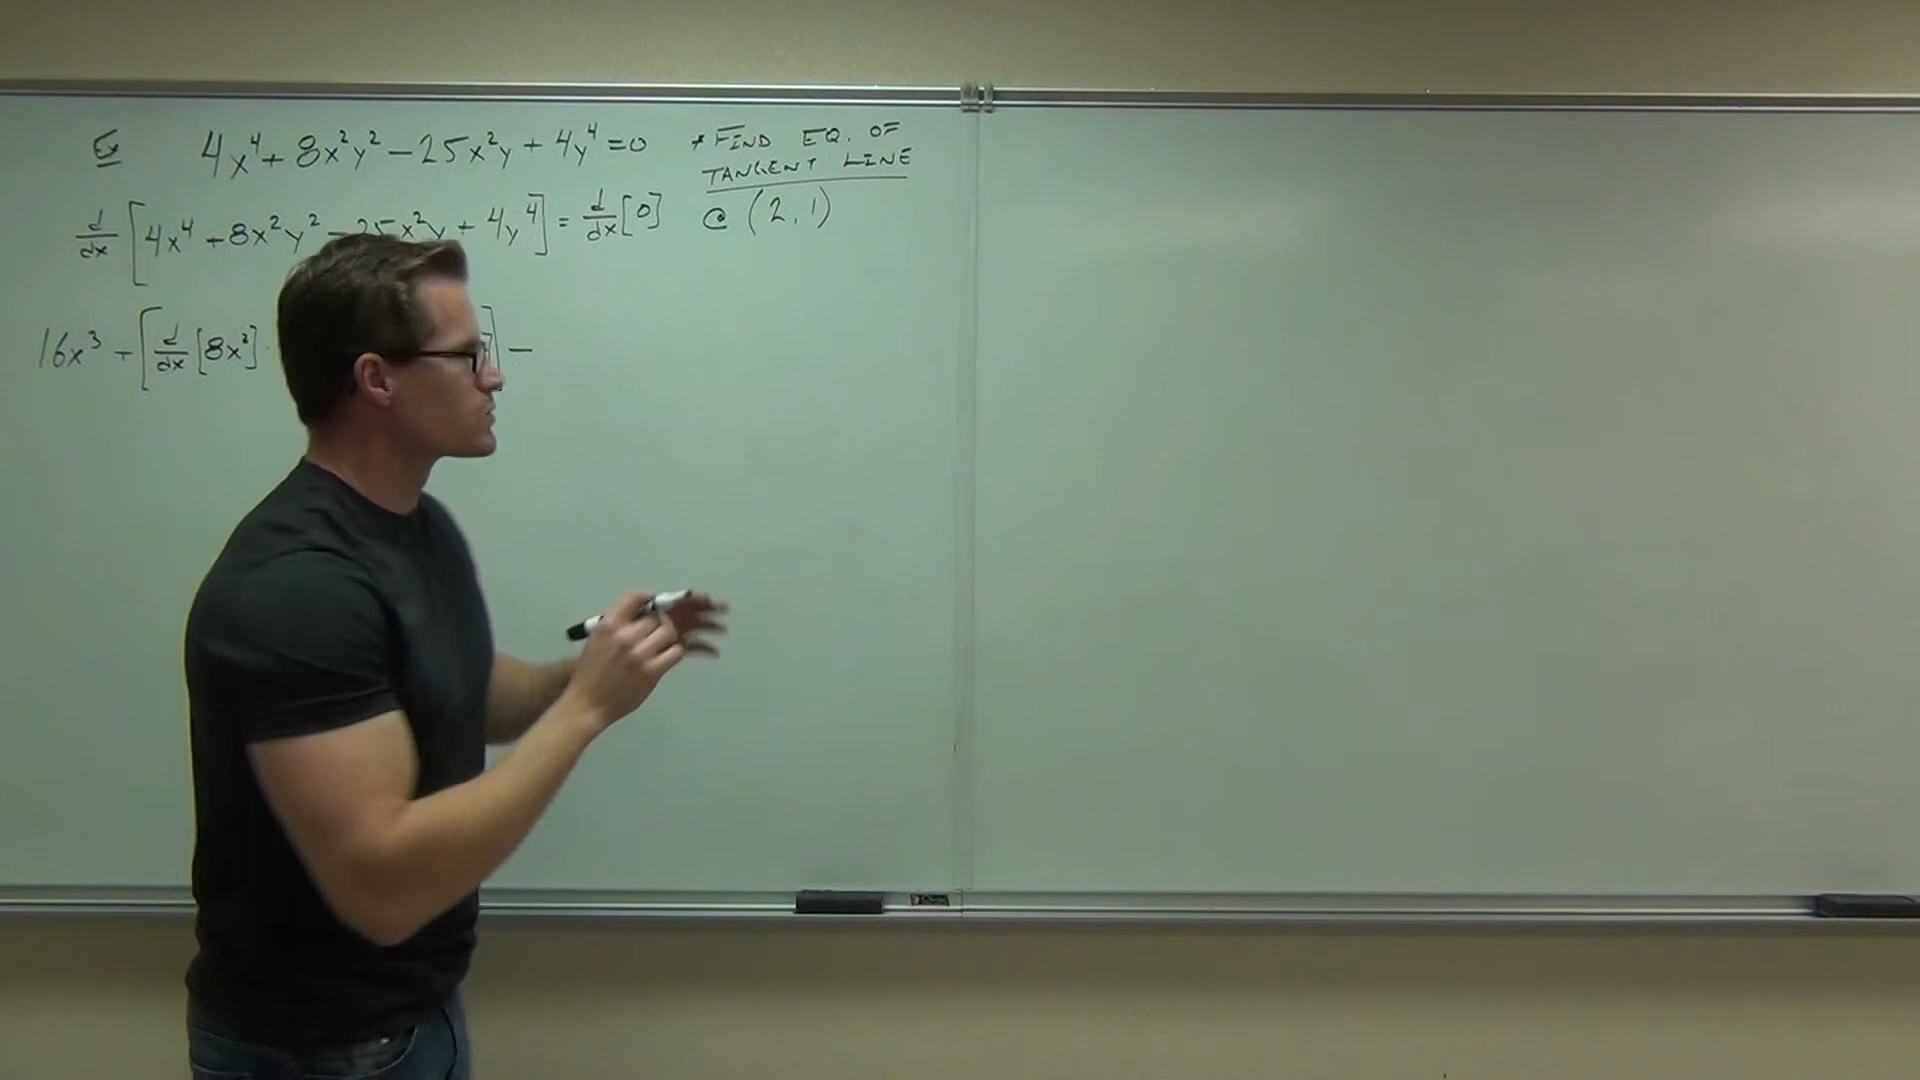 Ex 4x⁴ + 8x²y² − 25x²y + 4y⁴ = 0
* FIND EQ. OF
TANGENT LINE
@ (2, 1)
d/dx [4x⁴ + 8x²y² − 25x²y + 4y⁴] = d/dx [0]
16x³ + [d/dx [8x²] · ] −